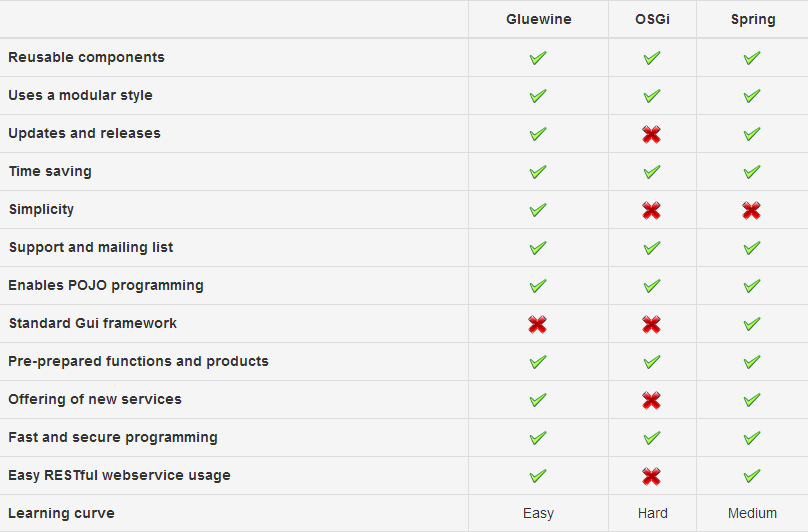 Gluewine OSGi Spring
Reusable components
Uses a modular style
Updates and releases
Time saving
Simplicity
Support and mailing list
Enables POJO programming
Standard Gui framework
Pre-prepared functions and products
Offering of new services
Fast and secure programming
Easy RESTful webservice usage
Learning curve Easy Hard Medium